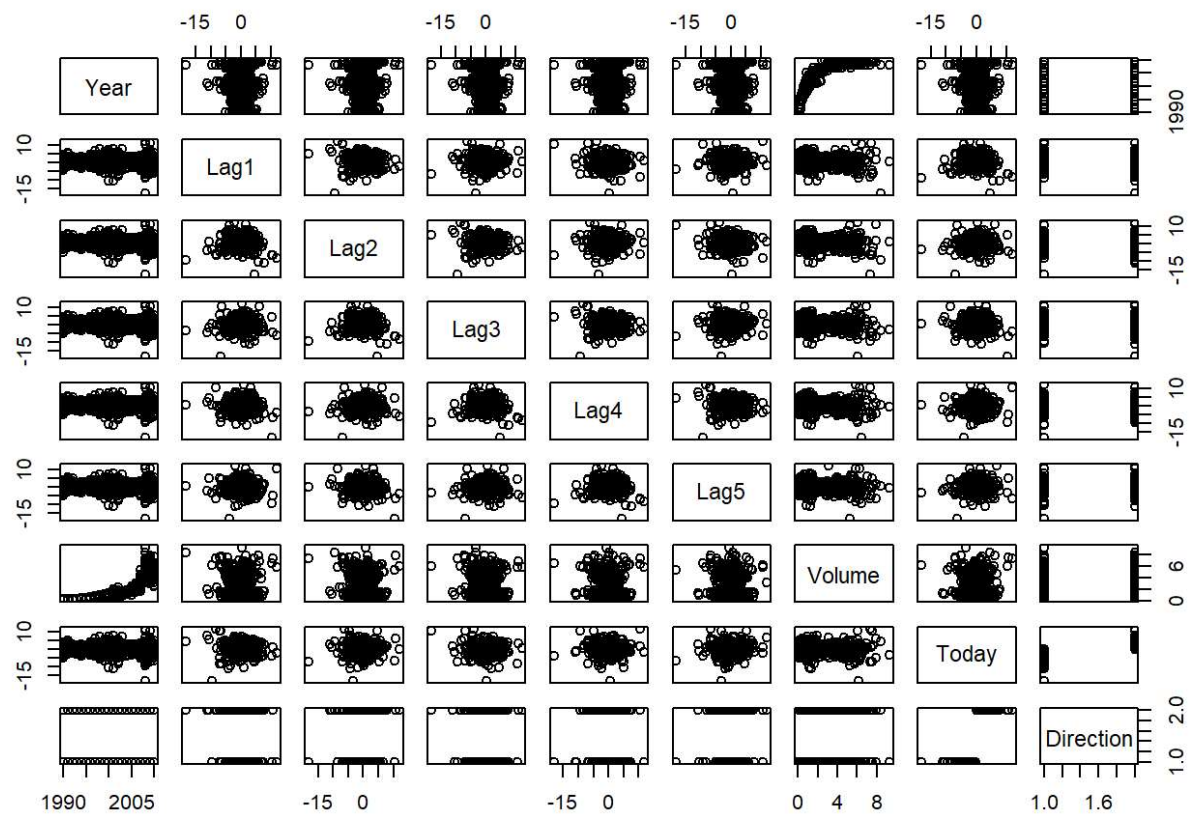 -15 0 -15 0 -15 0
Year 1990
-15 10 Lag1
Lag2 -15 10
-15 10 Lag3
Lag4 -15 10
-15 10 Lag5
Volume 0 6
-15 10 Today
Direction 1.0 2.0
1990 2005 -15 0 -15 0 0 4 8 1.0 1.6